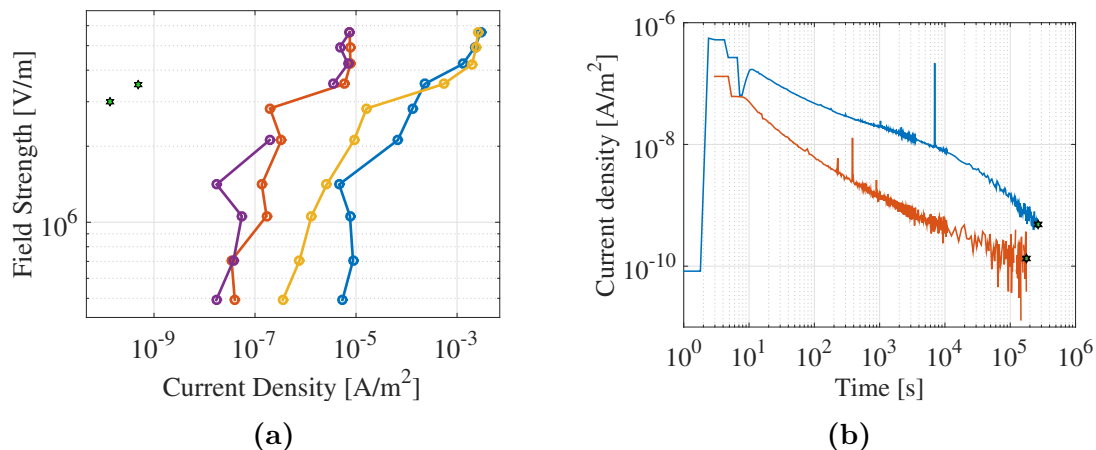 Field Strength [V/m]
10^6
10^-9 10^-7 10^-5 10^-3
Current Density [A/m^2]
(a)
Current density [A/m^2]
10^-6
10^-8
10^-10
10^0 10^1 10^2 10^3 10^4 10^5 10^6
Time [s]
(b)